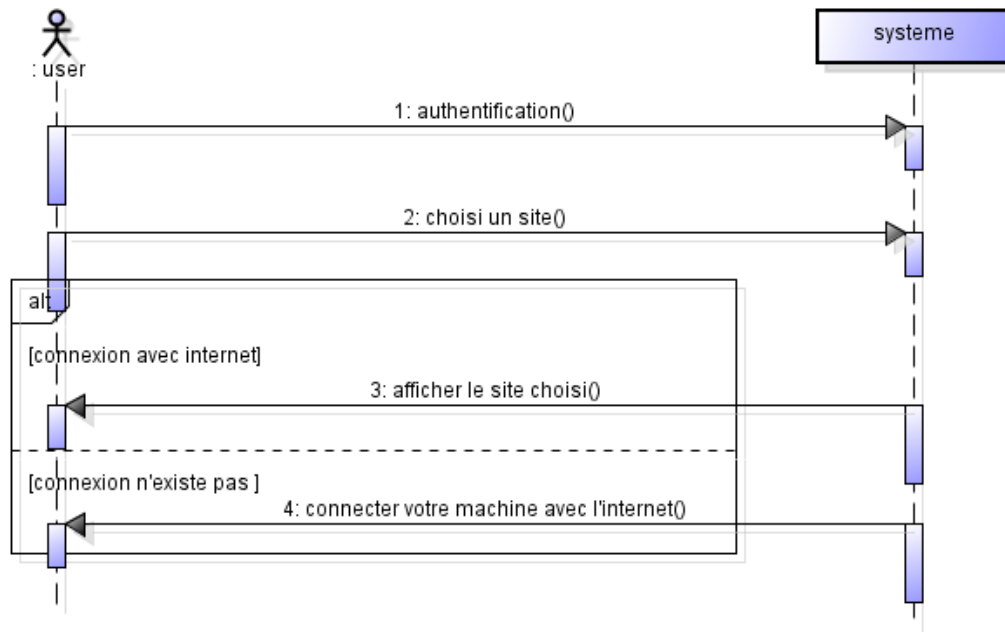 : user
systeme
1: authentification()
2: choisi un site()
alt
[connexion avec internet]
3: afficher le site choisi()
[connexion n'existe pas ]
4: connecter votre machine avec l'internet()